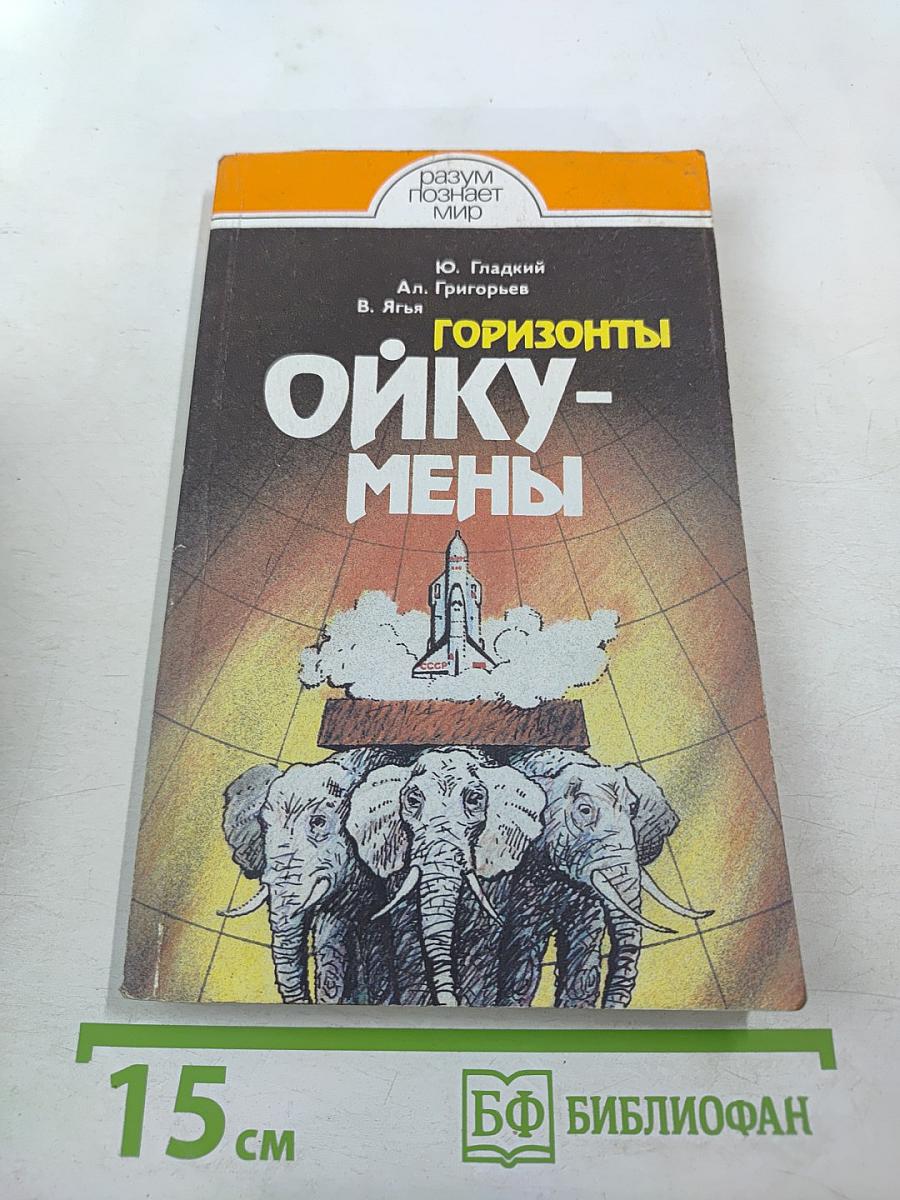 разум
познает
мир
Ю. Гладкий
Ал. Григорьев
В. Ягья
ГОРИЗОНТЫ
ОЙКУ-
МЕНЫ
СССР
15 см
БФ БИБЛИОФАН